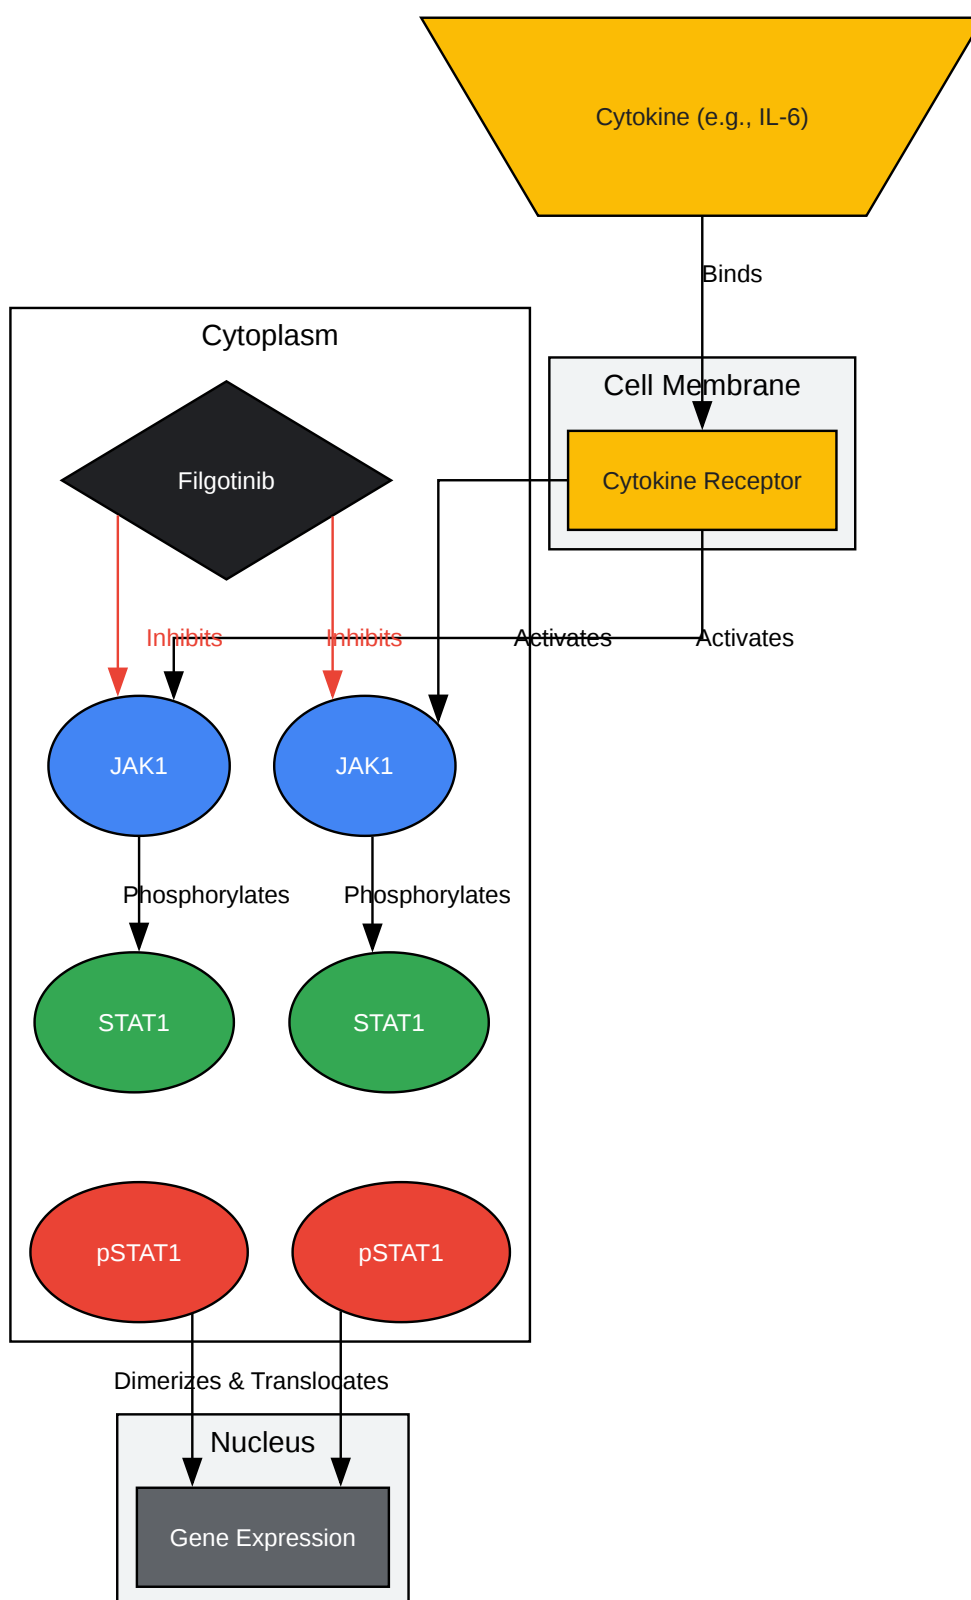 Cytokine (e.g., IL-6)
Binds
Cytoplasm
Cell Membrane
Filgotinib
Cytokine Receptor
Inhibits
Inhibits
Activates
Activates
JAK1
JAK1
Phosphorylates
Phosphorylates
STAT1
STAT1
pSTAT1
pSTAT1
Dimerizes & Translocates
Nucleus
Gene Expression